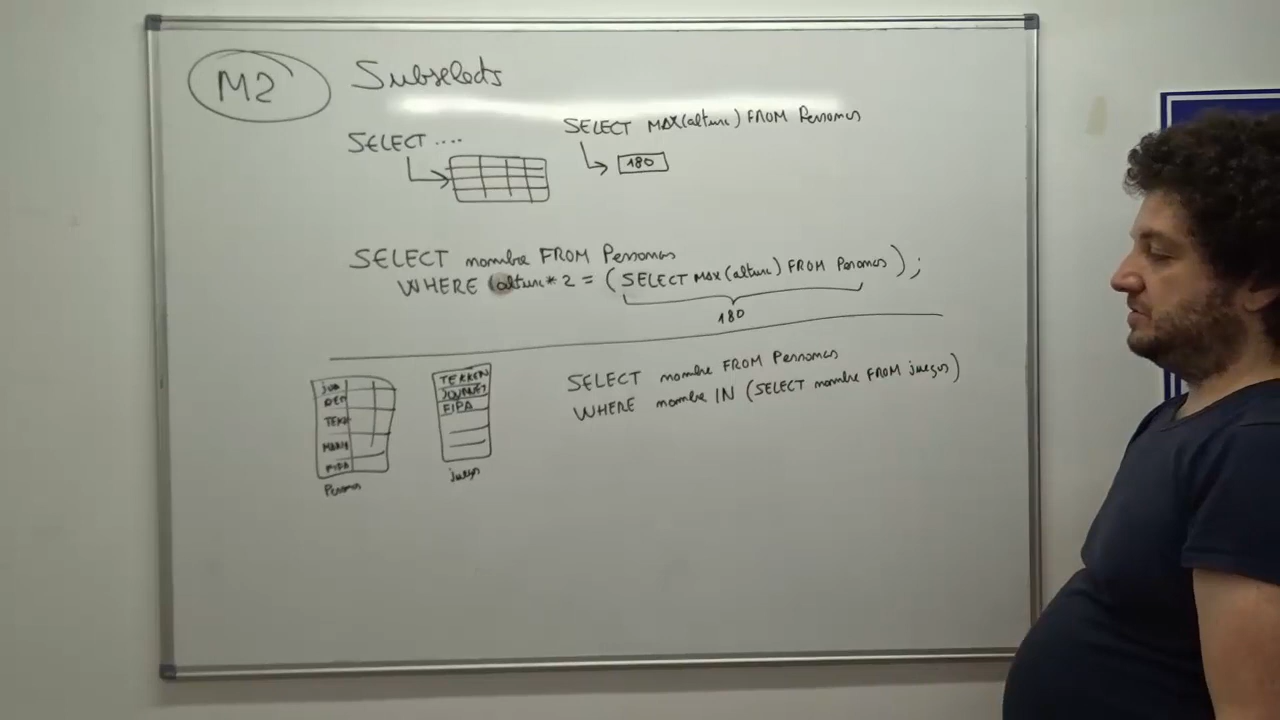 M2
Subselects
SELECT ....
SELECT MAX(altura) FROM Personas
180
SELECT nombre FROM Personas
WHERE (altura * 2 = (SELECT MAX(altura) FROM Personas) ;
180
TEKKEN
FIFA
FIFA
Personas
juegos
SELECT nombre FROM Personas
WHERE nombre IN (SELECT nombre FROM juegos)